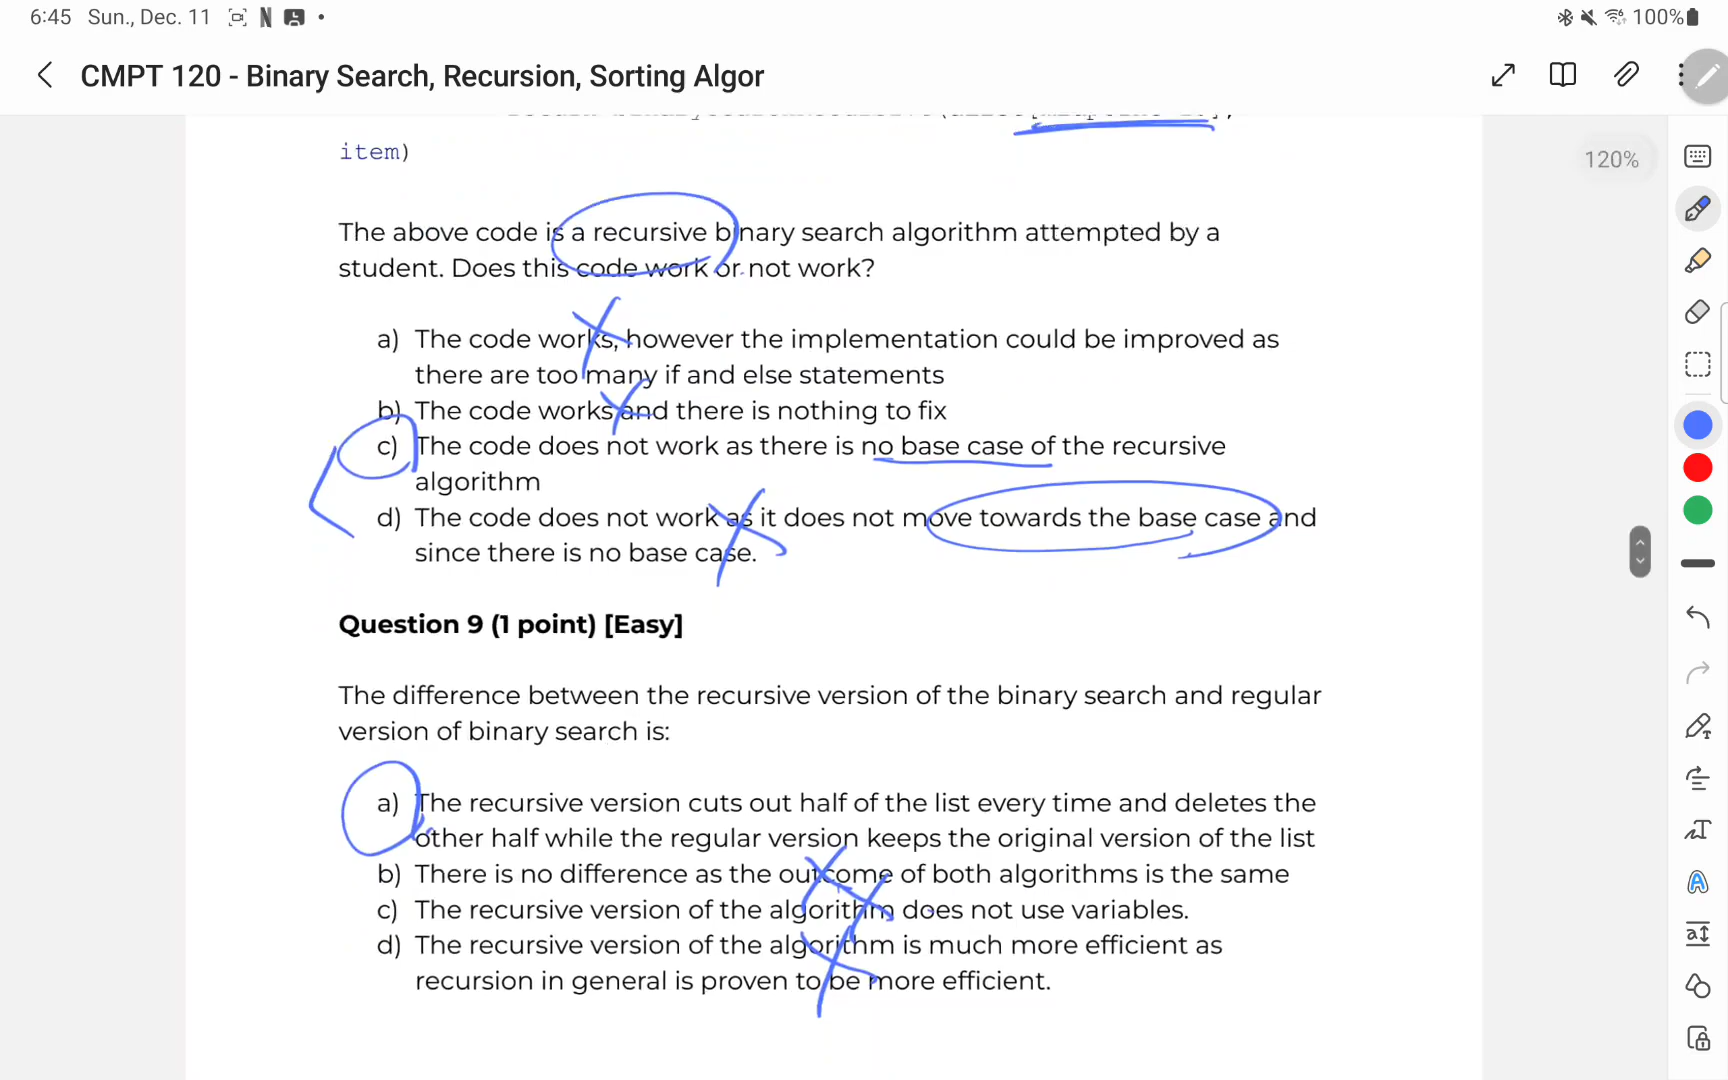 6:45 Sun., Dec. 11 N 100%
CMPT 120 - Binary Search, Recursion, Sorting Algor
120%
item)
The above code is a recursive binary search algorithm attempted by a
student. Does this code work or not work?
a) The code works, however the implementation could be improved as
there are too many if and else statements
b) The code works and there is nothing to fix
c) The code does not work as there is no base case of the recursive
algorithm
d) The code does not work as it does not move towards the base case and
since there is no base case.
Question 9 (1 point) [Easy]
The difference between the recursive version of the binary search and regular
version of binary search is:
a) The recursive version cuts out half of the list every time and deletes the
other half while the regular version keeps the original version of the list
b) There is no difference as the outcome of both algorithms is the same
c) The recursive version of the algorithm does not use variables.
d) The recursive version of the algorithm is much more efficient as
recursion in general is proven to be more efficient.